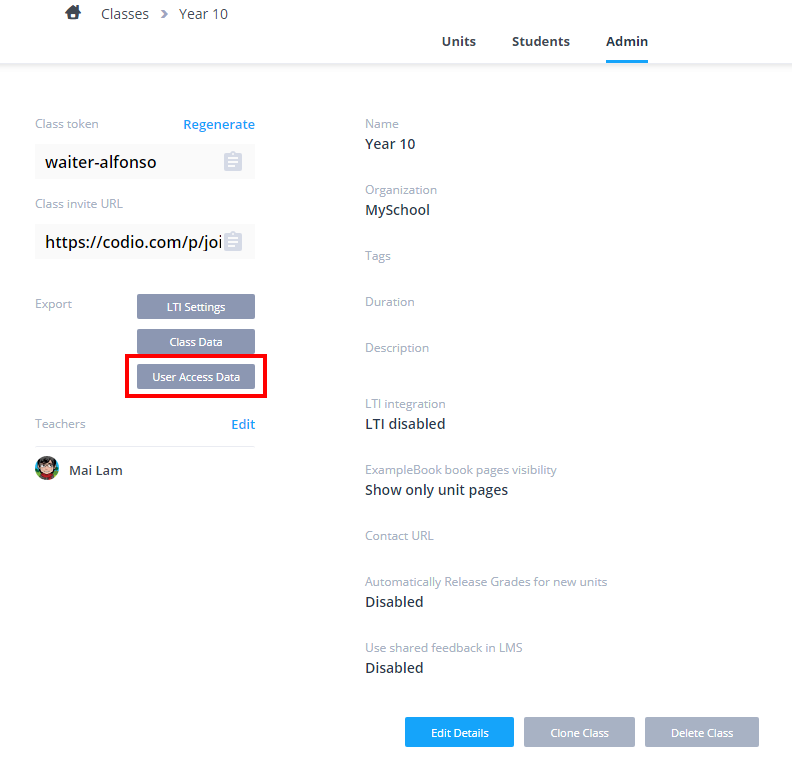 Classes > Year 10
Units Students Admin
Class token Regenerate
waiter-alfonso
Class invite URL
https://codio.com/p/joi
Export LTI Settings
Class Data
User Access Data
Teachers Edit
Mai Lam
Name
Year 10
Organization
MySchool
Tags
Duration
Description
LTI integration
LTI disabled
ExampleBook book pages visibility
Show only unit pages
Contact URL
Automatically Release Grades for new units
Disabled
Use shared feedback in LMS
Disabled
Edit Details Clone Class Delete Class